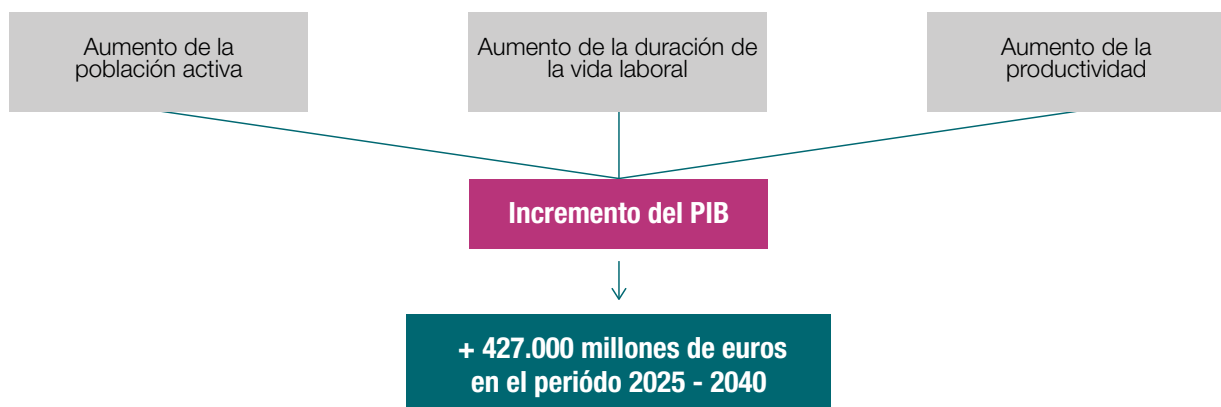 Aumento de la
población activa
Aumento de la duración de
la vida laboral
Aumento de la
productividad
Incremento del PIB
+ 427.000 millones de euros
en el periódo 2025 - 2040